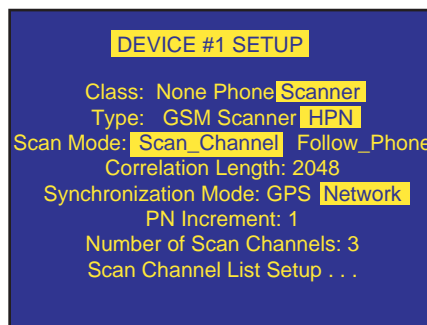 DEVICE #1 SETUP
Class: None Phone Scanner
Type: GSM Scanner HPN
Scan Mode: Scan_Channel Follow_Phone
Correlation Length: 2048
Synchronization Mode: GPS Network
PN Increment: 1
Number of Scan Channels: 3
Scan Channel List Setup . . .